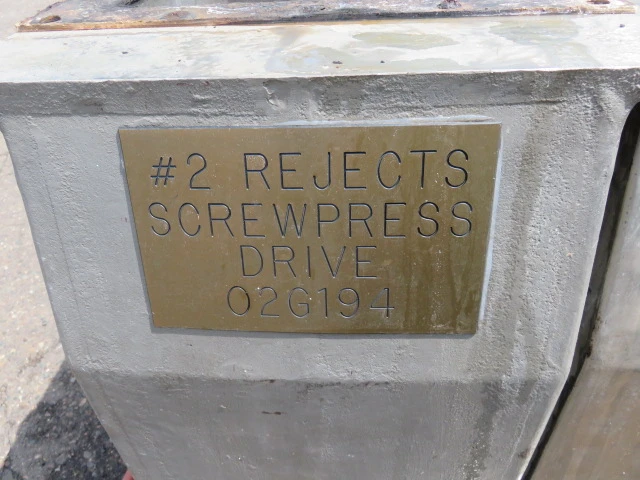 #2 REJECTS
SCREWPRESS
DRIVE
02G194